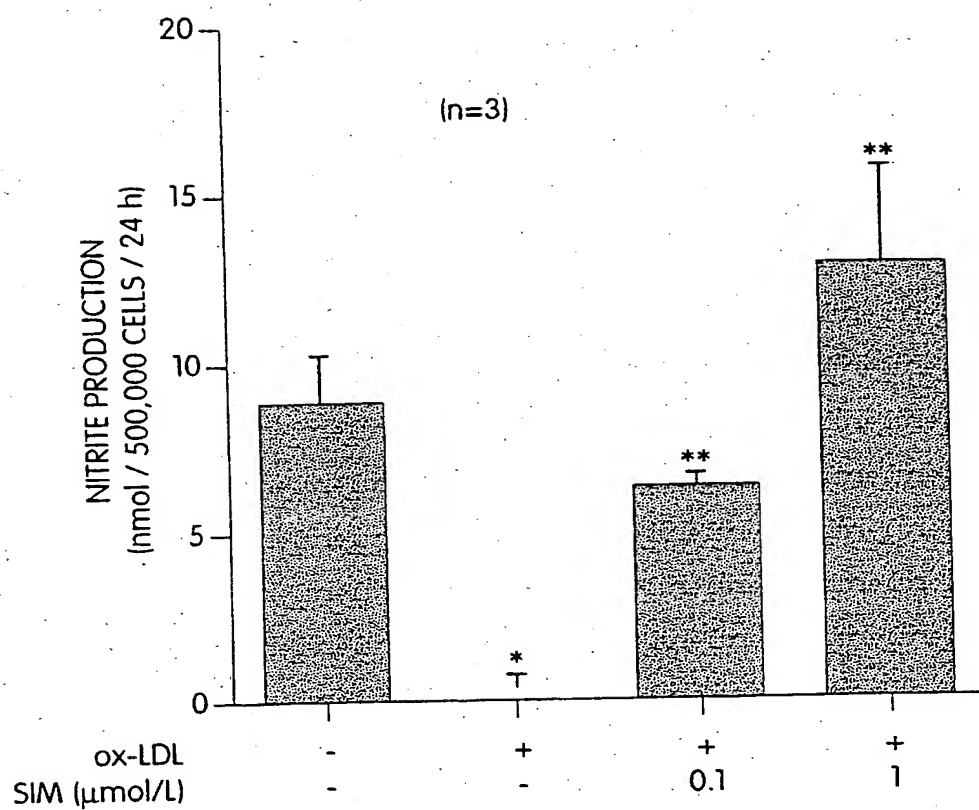 20
(n=3)
**
15
NITRITE PRODUCTION
(nmol / 500,000 CELLS / 24 h)
10
**
5
*
0
ox-LDL - + + +
SIM (μmol/L) - - 0.1 1